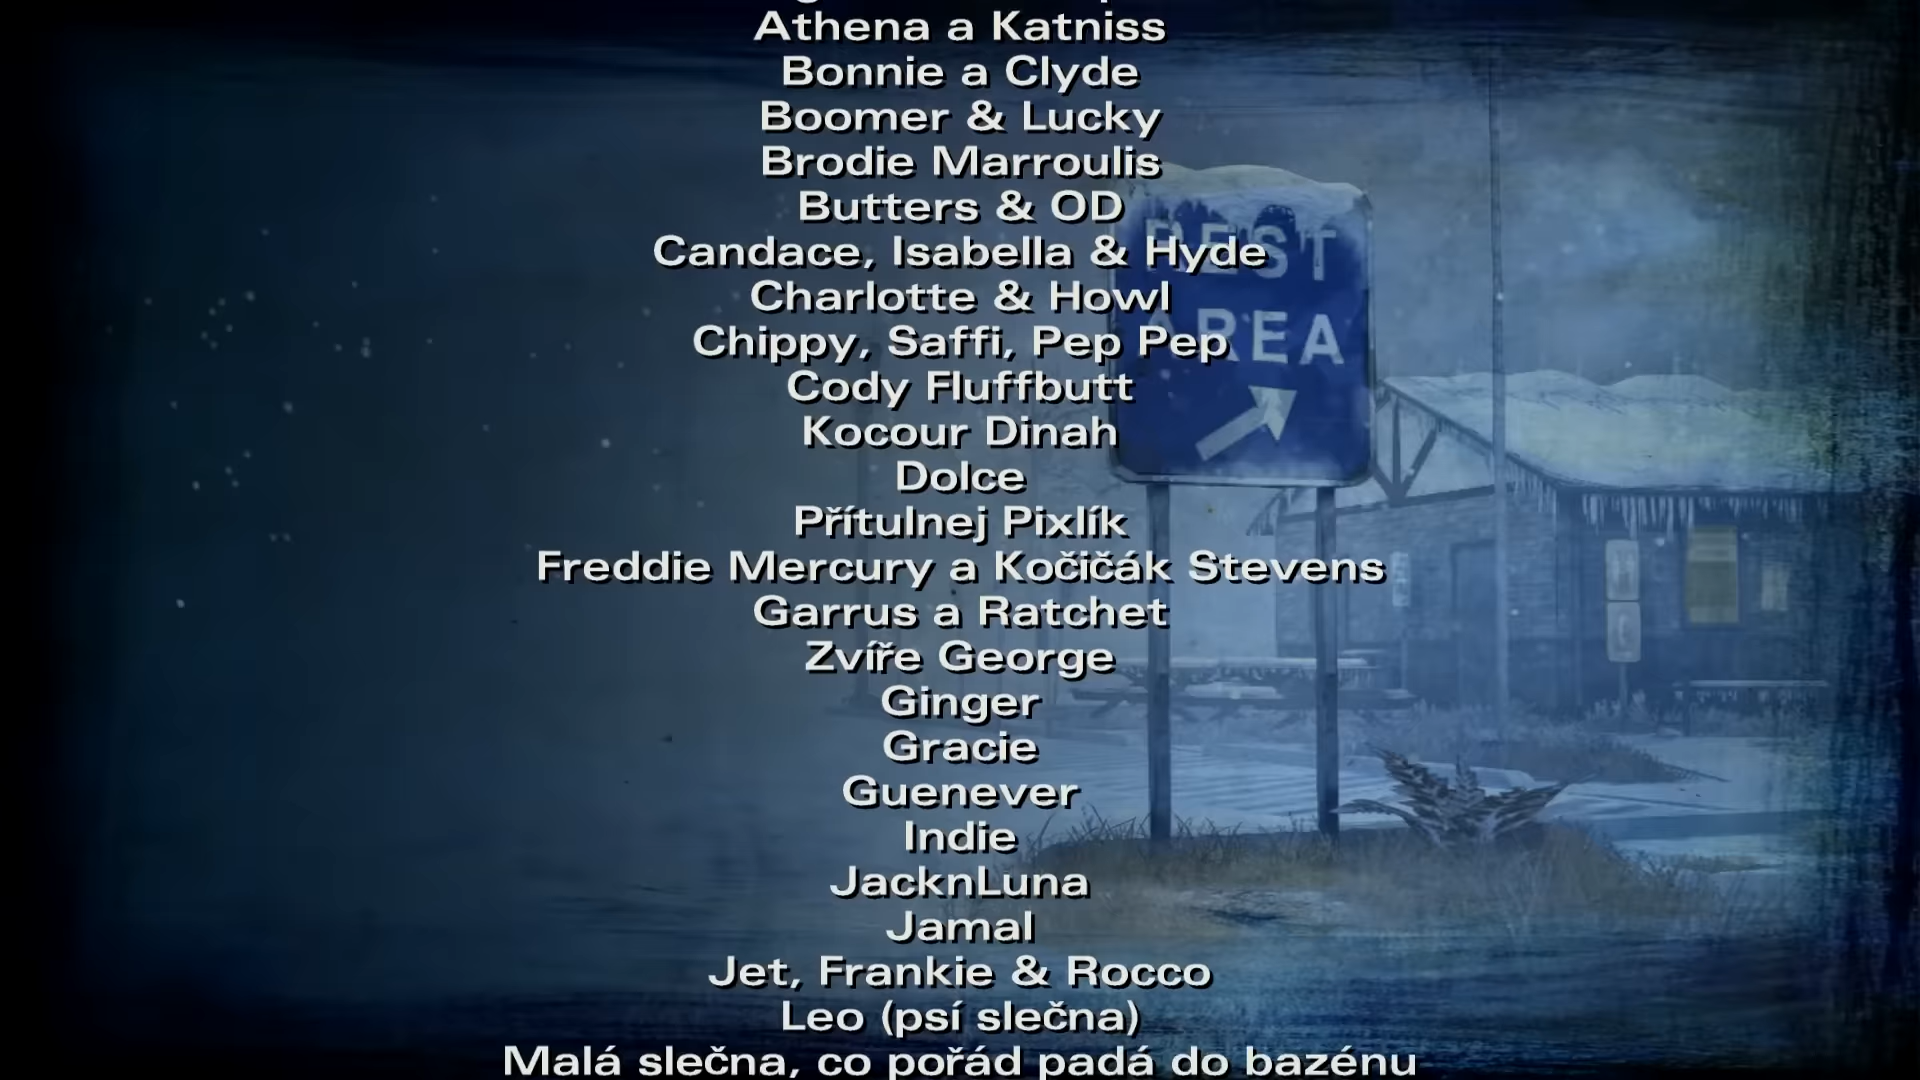 Athena a Katniss
Bonnie a Clyde
Boomer & Lucky
Brodie Marroulis
Butters & OD
Candace, Isabella & Hyde
Charlotte & Howl
Chippy, Saffi, Pep Pep
Cody Fluffbutt
Kocour Dinah
Dolce
Přítulnej Pixlík
Freddie Mercury a Kočičák Stevens
Garrus a Ratchet
Zvíře George
Ginger
Gracie
Guenever
Indie
JacknLuna
Jamal
Jet, Frankie & Rocco
Leo (psí slečna)
Malá slečna, co pořád padá do bazénu
REST
AREA